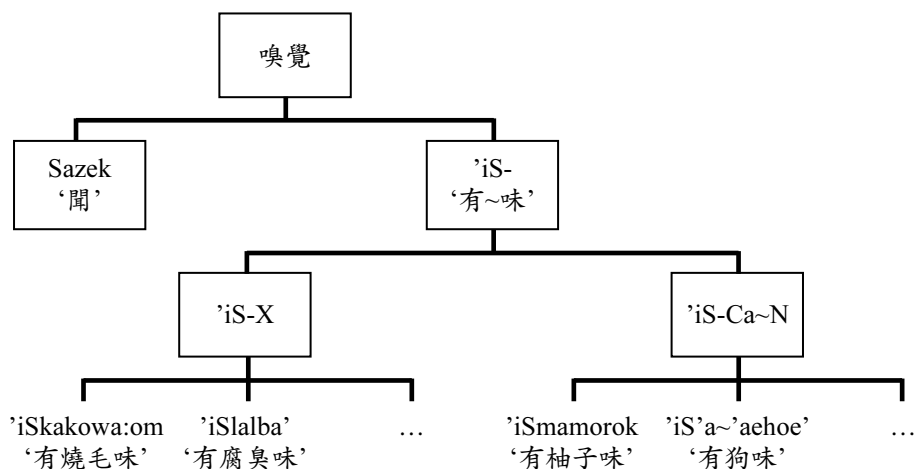 嗅覺
Sazek
‘聞’
’iS-
‘有~味’
’iS-X
’iS-Ca~N
’iSkakowa:om
‘有燒毛味’
’iSlalba’
‘有腐臭味’
…
’iSmamorok
‘有柚子味’
’iS’a~’aehoe’
‘有狗味’
…